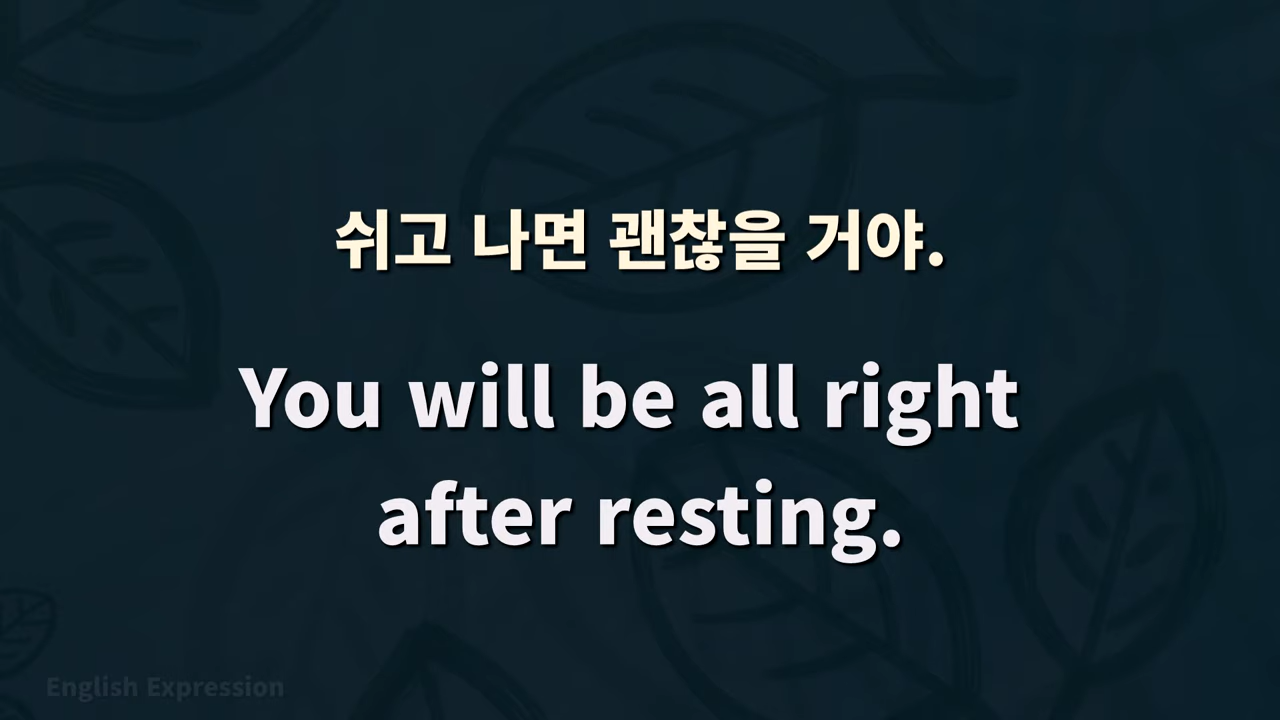 쉬고 나면 괜찮을 거야.
You will be all right
after resting.
English Expression